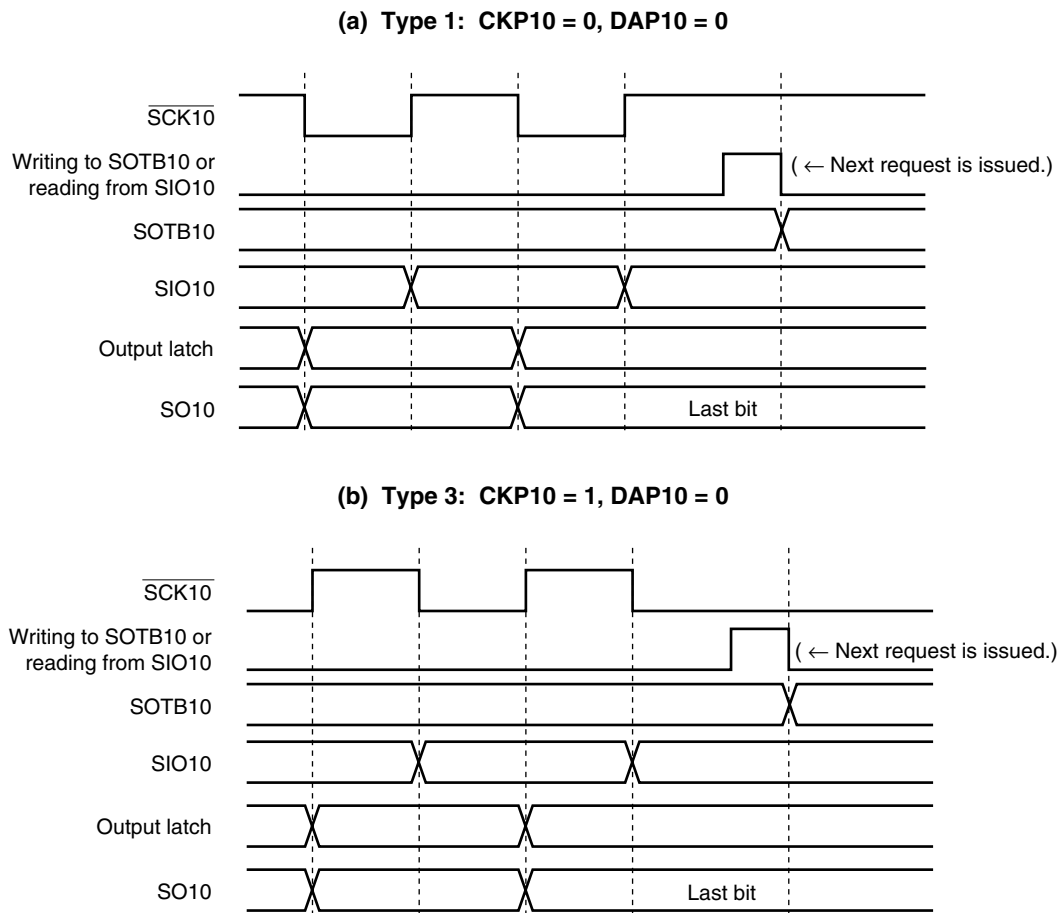 (a) Type 1: CKP10 = 0, DAP10 = 0
SCK10
Writing to SOTB10 or
reading from SIO10
( ← Next request is issued.)
SOTB10
SIO10
Output latch
SO10
Last bit
(b) Type 3: CKP10 = 1, DAP10 = 0
SCK10
Writing to SOTB10 or
reading from SIO10
( ← Next request is issued.)
SOTB10
SIO10
Output latch
SO10
Last bit